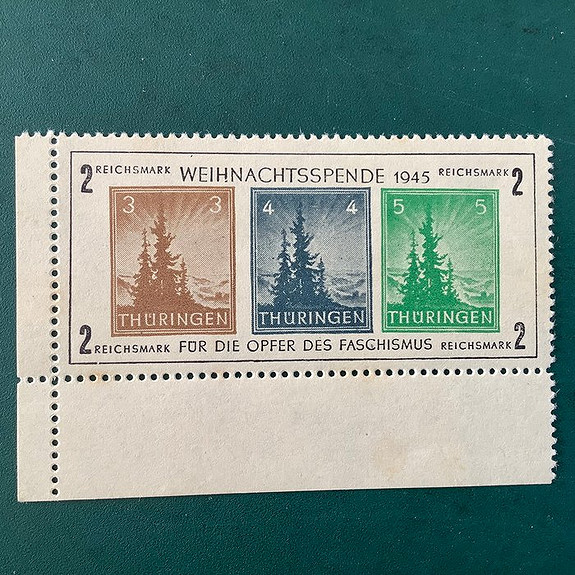 2 REICHSMARK WEIHNACHTSSPENDE 1945 REICHSMARK 2
3 3 4 4 5 5
THÜRINGEN THÜRINGEN THÜRINGEN
2 REICHSMARK FÜR DIE OPFER DES FASCHISMUS REICHSMARK 2